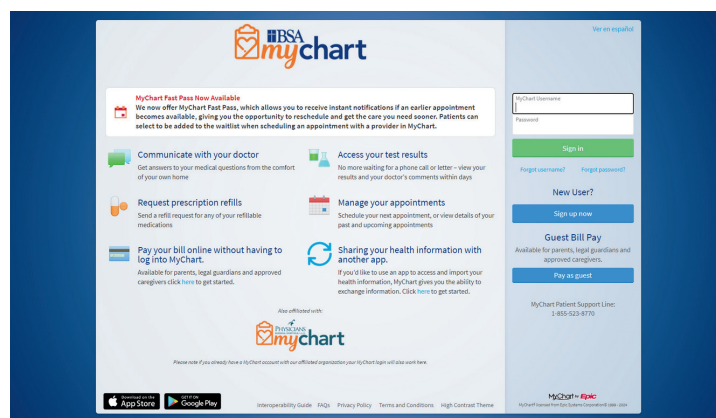 BSA
mychart
Ver en español
MyChart Fast Pass Now Available
We now offer MyChart Fast Pass, which allows you to receive instant notifications if an earlier appointment
becomes available, giving you the opportunity to reschedule and get the care you need sooner. Patients can
select to be added to the waitlist when scheduling an appointment with a provider in MyChart.
Communicate with your doctor
Get answers to your medical questions from the comfort
of your own home
Access your test results
No more waiting for a phone call or letter – view your
results and your doctor's comments within days
Request prescription refills
Send a refill request for any of your refillable
medications
Manage your appointments
Schedule your next appointment, or view details of your
past and upcoming appointments
Pay your bill online without having to
log into MyChart.
Available for parents, legal guardians and approved
caregivers click here to get started.
Sharing your health information with
another app.
If you'd like to use an app to access and import your
health information, MyChart gives you the ability to
exchange information. Click here to get started.
Also affiliated with:
PHYSICIANS
mychart
Please note if you already have a MyChart account with our affiliated organization your MyChart login will also work here.
Download on the
App Store
GET IT ON
Google Play
Interoperability Guide FAQs Privacy Policy Terms and Conditions High Contrast Theme
MyChart Username
Password
Sign in
Forgot username? Forgot password?
New User?
Sign up now
Guest Bill Pay
Available for parents, legal guardians and
approved caregivers.
Pay as guest
MyChart Patient Support Line:
1-855-523-8770
MyChart by Epic
MyChart® licensed from Epic Systems Corporation© 1999 - 2024